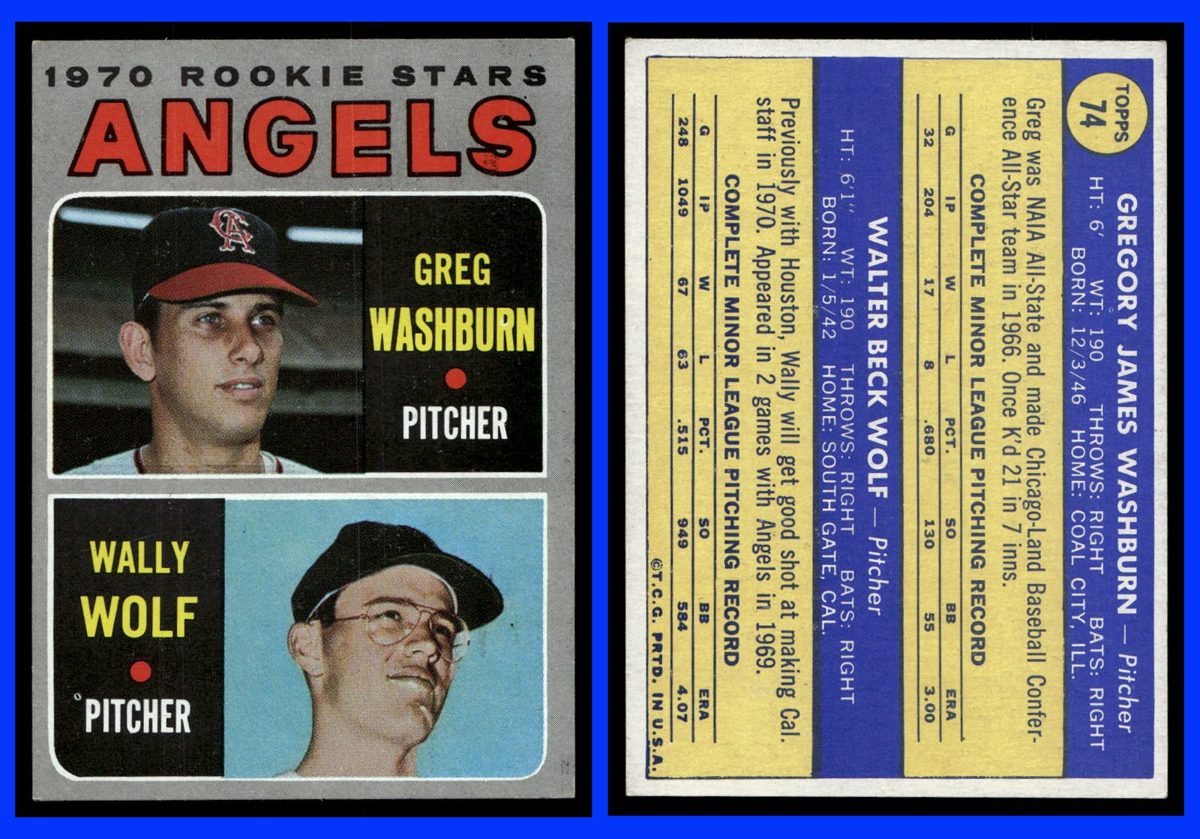 1970 ROOKIE STARS
ANGELS
CA
GREG
WASHBURN
PITCHER
WALLY
WOLF
PITCHER
TOPPS
74
GREGORY JAMES WASHBURN — Pitcher
HT: 6' WT: 190 THROWS: RIGHT BATS: RIGHT
BORN: 12/3/46 HOME: COAL CITY, ILL.
Greg was NAIA All-State and made Chicago-Land Baseball Confer-
ence All-Star team in 1966. Once K'd 21 in 7 inns.
COMPLETE MINOR LEAGUE PITCHING RECORD
G IP W L PCT. SO BB ERA
32 204 17 8 .680 130 55 3.00
WALTER BECK WOLF — Pitcher
HT: 6'1" WT: 190 THROWS: RIGHT BATS: RIGHT
BORN: 1/5/42 HOME: SOUTH GATE, CAL.
Previously with Houston, Wally will get good shot at making Cal.
staff in 1970. Appeared in 2 games with Angels in 1969.
COMPLETE MINOR LEAGUE PITCHING RECORD
G IP W L PCT. SO BB ERA
248 1049 67 63 .515 949 584 4.07
©T.C.G. PRTD. IN U.S.A.